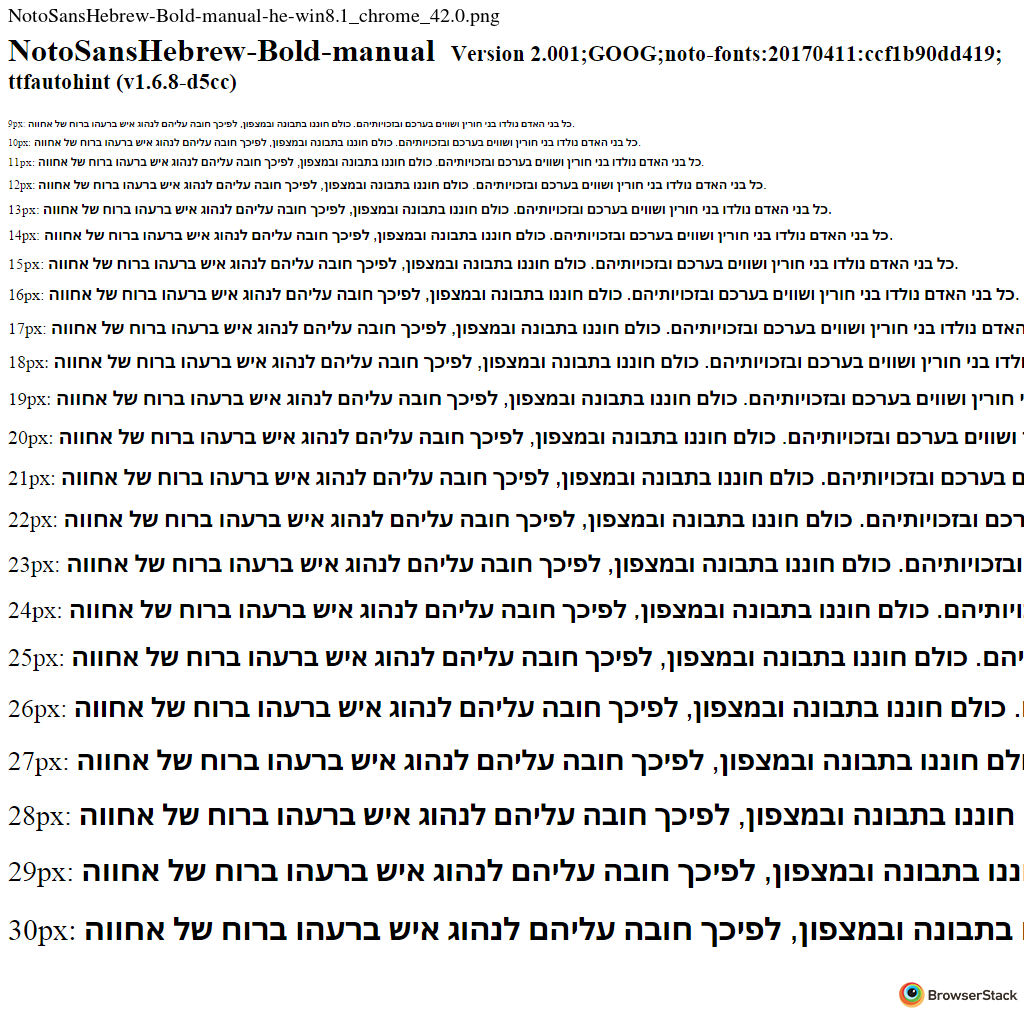 NotoSansHebrew-Bold-manual-he-win8.1_chrome_42.0.png
NotoSansHebrew-Bold-manual Version 2.001;GOOG;noto-fonts:20170411:ccf1b90dd419;
ttfautohint (v1.6.8-d5cc)
9px: כל בני האדם נולדו בני חורין ושווים בערכם ובזכויותיהם. כולם חוננו בתבונה ובמצפון, לפיכך חובה עליהם לנהוג איש ברעהו ברוח של אחווה.
10px: כל בני האדם נולדו בני חורין ושווים בערכם ובזכויותיהם. כולם חוננו בתבונה ובמצפון, לפיכך חובה עליהם לנהוג איש ברעהו ברוח של אחווה.
11px: כל בני האדם נולדו בני חורין ושווים בערכם ובזכויותיהם. כולם חוננו בתבונה ובמצפון, לפיכך חובה עליהם לנהוג איש ברעהו ברוח של אחווה.
12px: כל בני האדם נולדו בני חורין ושווים בערכם ובזכויותיהם. כולם חוננו בתבונה ובמצפון, לפיכך חובה עליהם לנהוג איש ברעהו ברוח של אחווה.
13px: כל בני האדם נולדו בני חורין ושווים בערכם ובזכויותיהם. כולם חוננו בתבונה ובמצפון, לפיכך חובה עליהם לנהוג איש ברעהו ברוח של אחווה.
14px: כל בני האדם נולדו בני חורין ושווים בערכם ובזכויותיהם. כולם חוננו בתבונה ובמצפון, לפיכך חובה עליהם לנהוג איש ברעהו ברוח של אחווה.
15px: כל בני האדם נולדו בני חורין ושווים בערכם ובזכויותיהם. כולם חוננו בתבונה ובמצפון, לפיכך חובה עליהם לנהוג איש ברעהו ברוח של אחווה.
16px: כל בני האדם נולדו בני חורין ושווים בערכם ובזכויותיהם. כולם חוננו בתבונה ובמצפון, לפיכך חובה עליהם לנהוג איש ברעהו ברוח של אחווה.
17px: האדם נולדו בני חורין ושווים בערכם ובזכויותיהם. כולם חוננו בתבונה ובמצפון, לפיכך חובה עליהם לנהוג איש ברעהו ברוח של אחווה
18px: ולדו בני חורין ושווים בערכם ובזכויותיהם. כולם חוננו בתבונה ובמצפון, לפיכך חובה עליהם לנהוג איש ברעהו ברוח של אחווה
19px: י חורין ושווים בערכם ובזכויותיהם. כולם חוננו בתבונה ובמצפון, לפיכך חובה עליהם לנהוג איש ברעהו ברוח של אחווה
20px: ושווים בערכם ובזכויותיהם. כולם חוננו בתבונה ובמצפון, לפיכך חובה עליהם לנהוג איש ברעהו ברוח של אחווה
21px: ם בערכם ובזכויותיהם. כולם חוננו בתבונה ובמצפון, לפיכך חובה עליהם לנהוג איש ברעהו ברוח של אחווה
22px: רכם ובזכויותיהם. כולם חוננו בתבונה ובמצפון, לפיכך חובה עליהם לנהוג איש ברעהו ברוח של אחווה
23px: ובזכויותיהם. כולם חוננו בתבונה ובמצפון, לפיכך חובה עליהם לנהוג איש ברעהו ברוח של אחווה
24px: יותיהם. כולם חוננו בתבונה ובמצפון, לפיכך חובה עליהם לנהוג איש ברעהו ברוח של אחווה
25px: יהם. כולם חוננו בתבונה ובמצפון, לפיכך חובה עליהם לנהוג איש ברעהו ברוח של אחווה
26px: . כולם חוננו בתבונה ובמצפון, לפיכך חובה עליהם לנהוג איש ברעהו ברוח של אחווה
27px: ולם חוננו בתבונה ובמצפון, לפיכך חובה עליהם לנהוג איש ברעהו ברוח של אחווה
28px: חוננו בתבונה ובמצפון, לפיכך חובה עליהם לנהוג איש ברעהו ברוח של אחווה
29px: ננו בתבונה ובמצפון, לפיכך חובה עליהם לנהוג איש ברעהו ברוח של אחווה
30px: בתבונה ובמצפון, לפיכך חובה עליהם לנהוג איש ברעהו ברוח של אחווה
BrowserStack